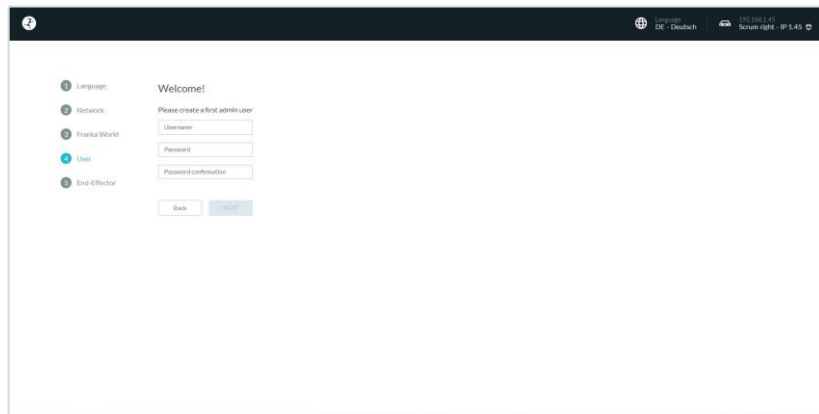 Language
DE - Deutsch
192.168.1.45
Scrum right - IP 1.45
1 Language
2 Network
3 Franka World
4 User
5 End-Effector
Welcome!
Please create a first admin user
Username
Password
Password confirmation
Back
NEXT